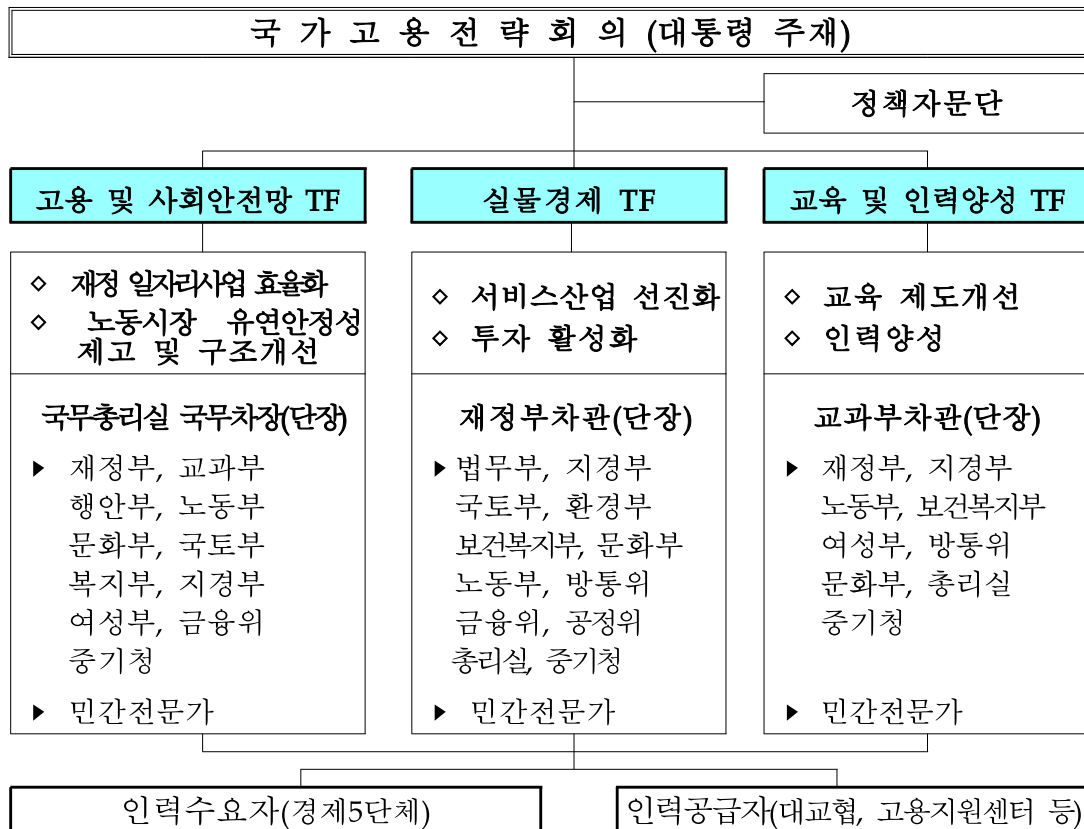 국 가 고 용 전 략 회 의 (대통령 주재)
정책자문단
고용 및 사회안전망 TF
◇ 재정 일자리사업 효율화
◇ 노동시장 유연안정성
제고 및 구조개선
국무총리실 국무차장(단장)
▶ 재정부, 교과부
행안부, 노동부
문화부, 국토부
복지부, 지경부
여성부, 금융위
중기청
▶ 민간전문가
실물경제 TF
◇ 서비스산업 선진화
◇ 투자 활성화
재정부차관(단장)
▶ 법무부, 지경부
국토부, 환경부
보건복지부, 문화부
노동부, 방통위
금융위, 공정위
총리실, 중기청
▶ 민간전문가
교육 및 인력양성 TF
◇ 교육 제도개선
◇ 인력양성
교과부차관(단장)
▶ 재정부, 지경부
노동부, 보건복지부
여성부, 방통위
문화부, 총리실
중기청
▶ 민간전문가
인력수요자(경제5단체)
인력공급자(대교협, 고용지원센터 등)